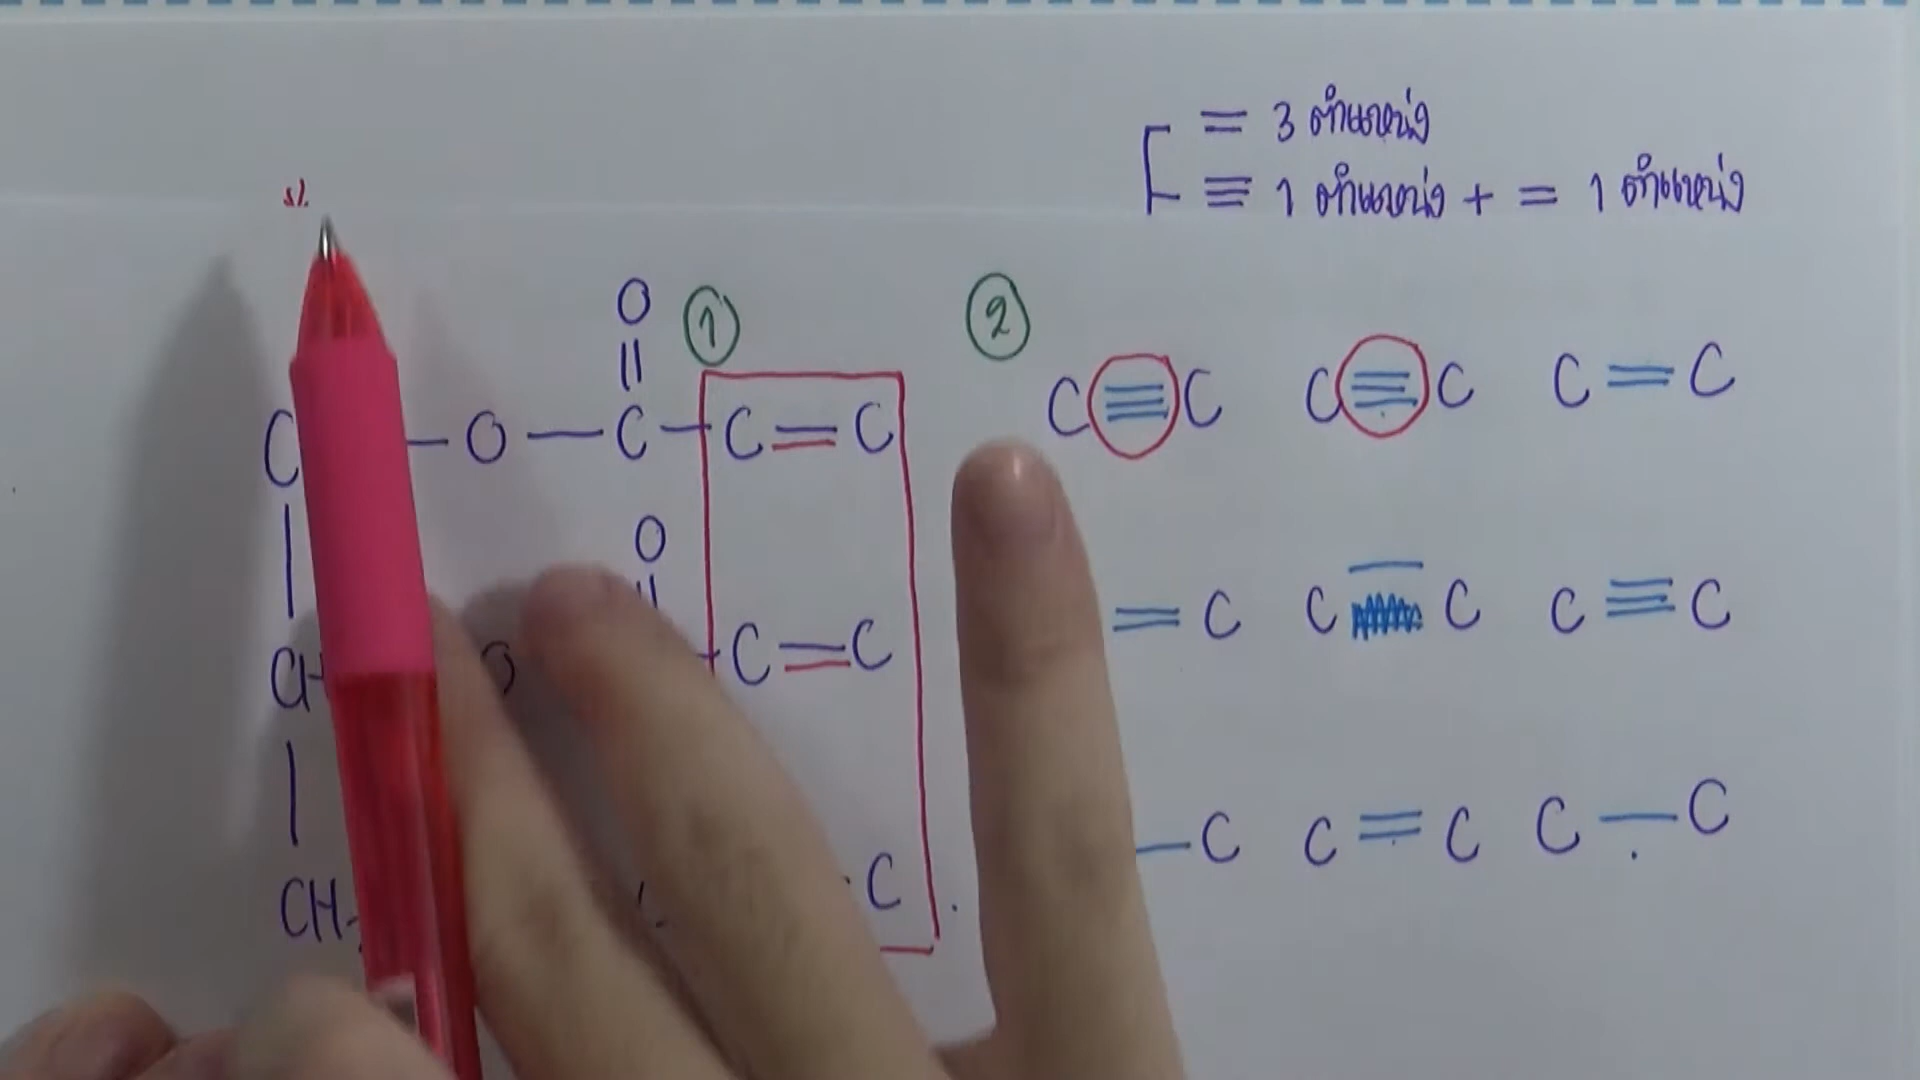 = 3 ตำแหน่ง
≡ 1 ตำแหน่ง + = 1 ตำแหน่ง
O ① ②
|| C≡C C≡C C=C
C —O—C—C=C
O
|| = C C C C≡C
CH O C=C
—C C=C C—C
CH C